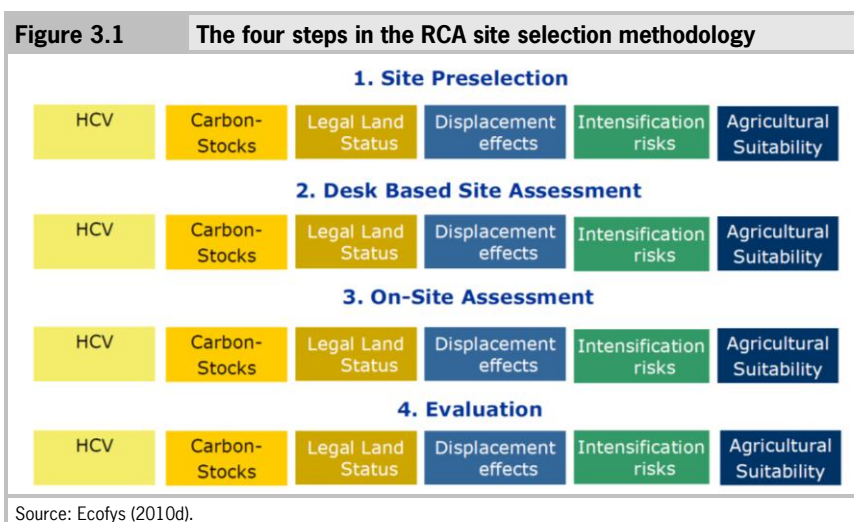 Figure 3.1 The four steps in the RCA site selection methodology
1. Site Preselection
HCV Carbon- Legal Land Displacement Intensification Agricultural
Stocks Status effects risks Suitability
2. Desk Based Site Assessment
HCV Carbon- Legal Land Displacement Intensification Agricultural
Stocks Status effects risks Suitability
3. On-Site Assessment
HCV Carbon- Legal Land Displacement Intensification Agricultural
Stocks Status effects risks Suitability
4. Evaluation
HCV Carbon- Legal Land Displacement Intensification Agricultural
Stocks Status effects risks Suitability
Source: Ecofys (2010d).